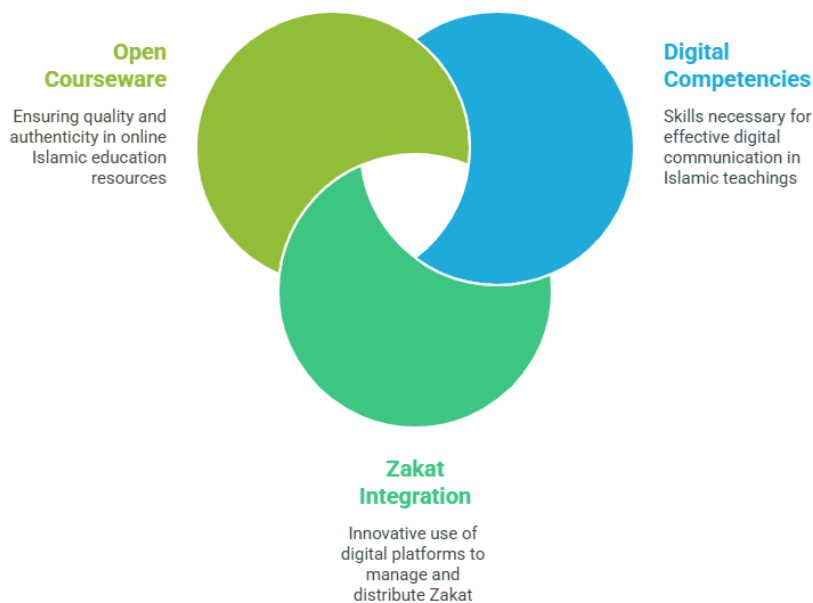 Open
Courseware
Ensuring quality and
authenticity in online
Islamic education
resources
Digital
Competencies
Skills necessary for
effective digital
communication in
Islamic teachings
Zakat
Integration
Innovative use of
digital platforms to
manage and
distribute Zakat